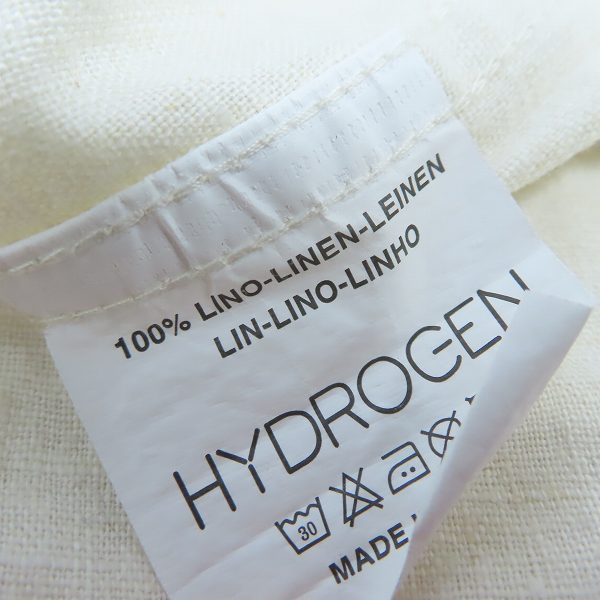 100% LINO-LINEN-LEINEN
LIN-LINO-LINHO
HYDROGEN
30
MADE